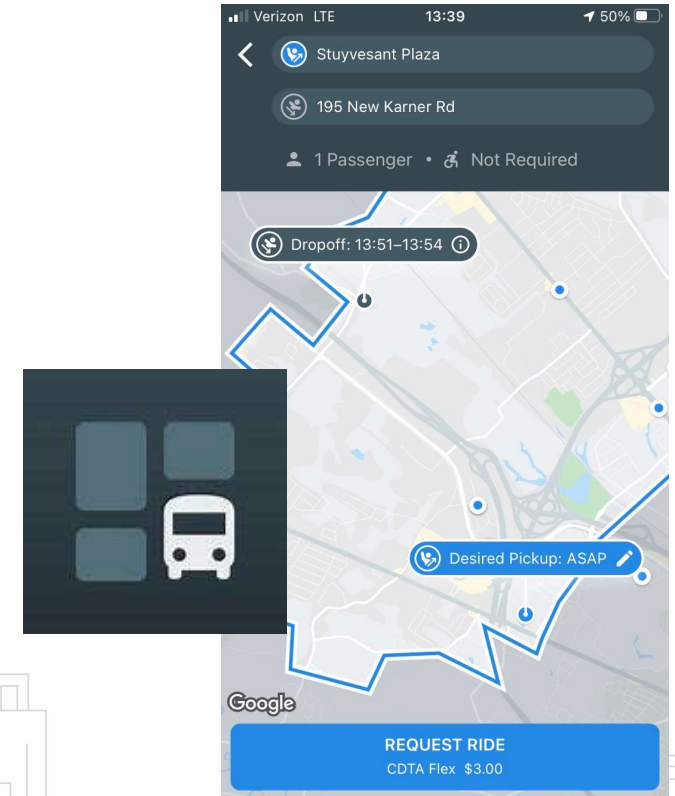 Verizon LTE 13:39 50%
Stuyvesant Plaza
195 New Karner Rd
1 Passenger • Not Required
Dropoff: 13:51–13:54
Desired Pickup: ASAP
Google
REQUEST RIDE
CDTA Flex $3.00